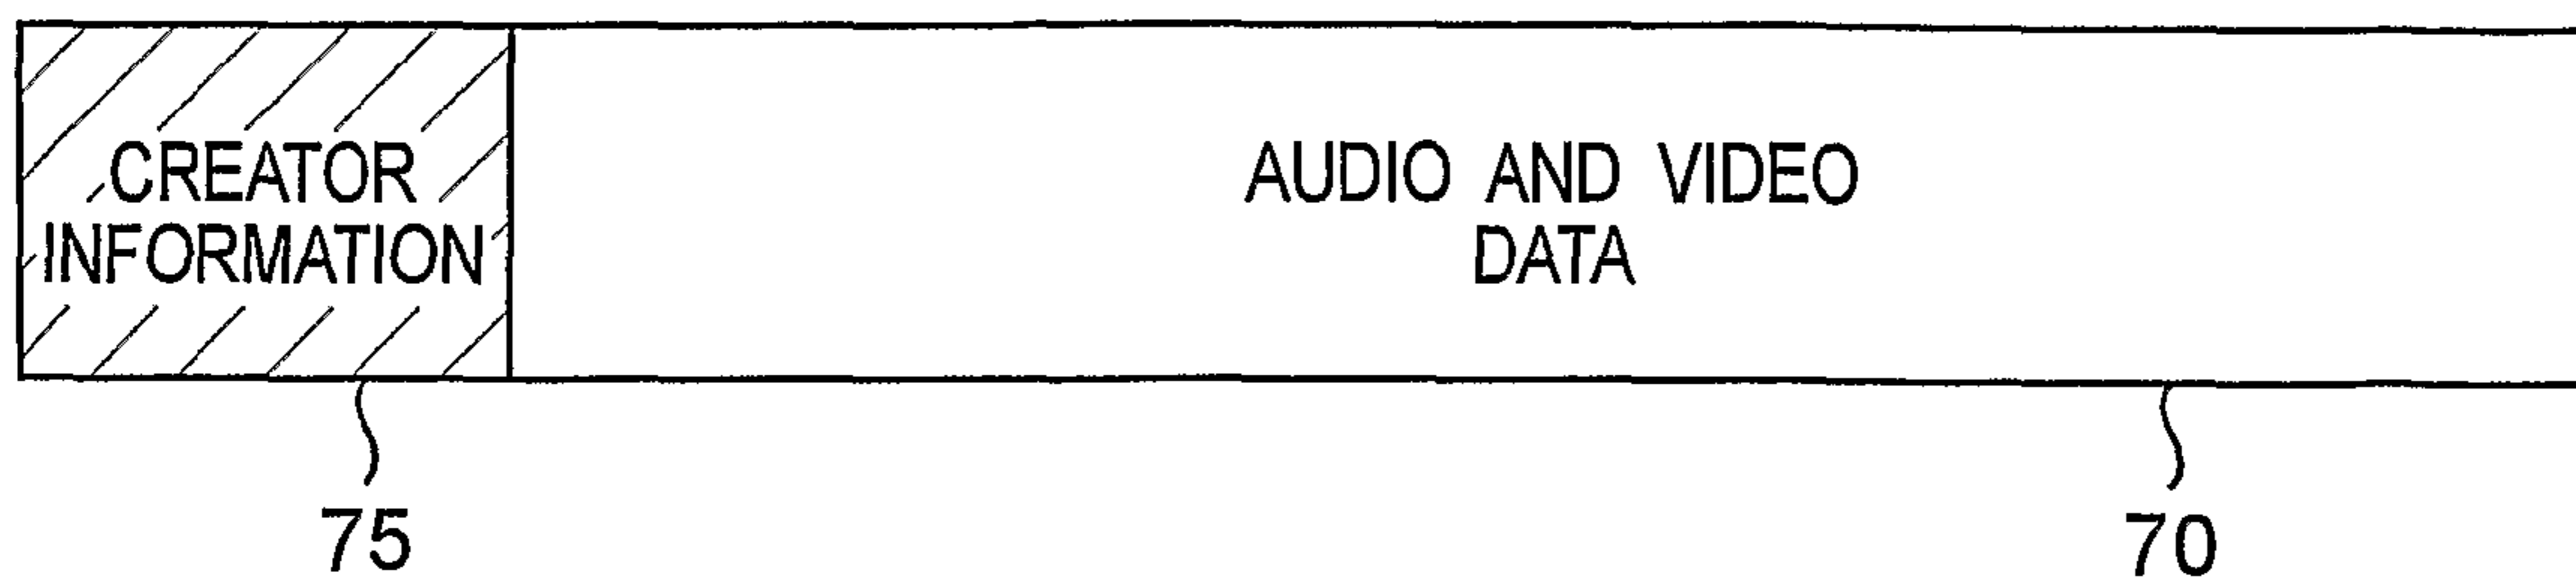 CREATOR
INFORMATION
AUDIO AND VIDEO
DATA
75
70